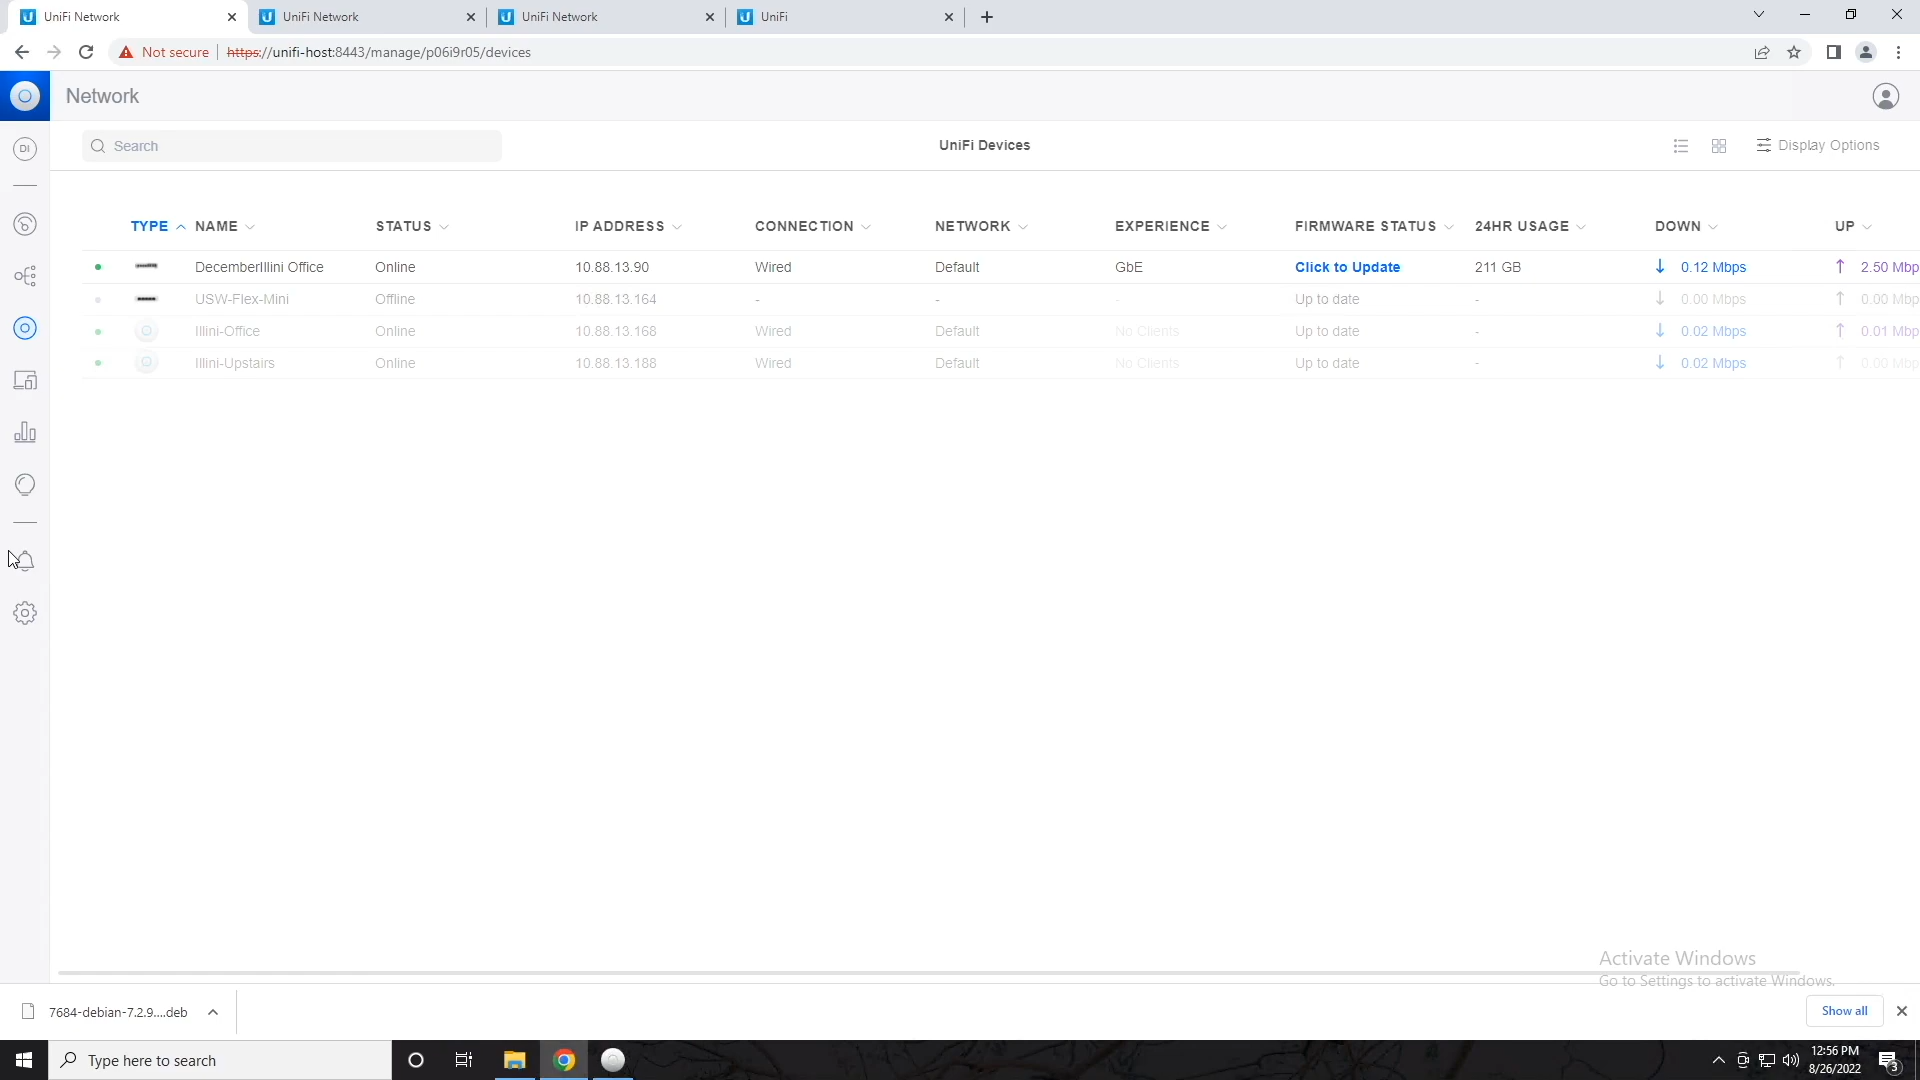 UniFi Network
UniFi Network
UniFi Network
UniFi
Not secure
https://unifi-host:8443/manage/p06i9r05/devices
Network
DI
Search
UniFi Devices
Display Options
TYPE NAME STATUS IP ADDRESS CONNECTION NETWORK EXPERIENCE FIRMWARE STATUS 24HR USAGE DOWN UP
DecemberIllini Office Online 10.88.13.90 Wired Default GbE Click to Update 211 GB ↓ 0.12 Mbps ↑ 2.50 Mbp
USW-Flex-Mini Offline 10.88.13.164 - - - Up to date - ↓ 0.00 Mbps ↑ 0.00 Mbp
Illini-Office Online 10.88.13.168 Wired Default No Clients Up to date - ↓ 0.02 Mbps ↑ 0.01 Mbp
Illini-Upstairs Online 10.88.13.188 Wired Default No Clients Up to date - ↓ 0.02 Mbps ↑ 0.00 Mbp
Activate Windows
Go to Settings to activate Windows.
7684-debian-7.2.9....deb
Show all
Type here to search
12:56 PM
8/26/2022
3